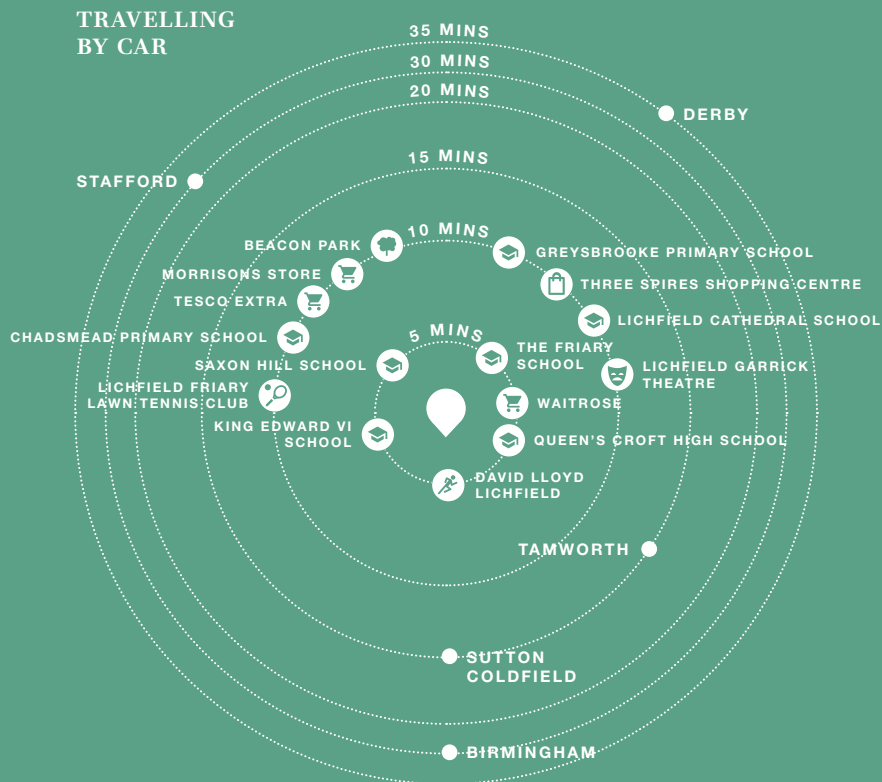 TRAVELLING
BY CAR
35 MINS
30 MINS
20 MINS
DERBY
15 MINS
STAFFORD
10 MINS
BEACON PARK
GREYSBROOKE PRIMARY SCHOOL
MORRISONS STORE
THREE SPIRES SHOPPING CENTRE
TESCO EXTRA
LICHFIELD CATHEDRAL SCHOOL
5 MINS
CHADSMEAD PRIMARY SCHOOL
THE FRIARY
SCHOOL
SAXON HILL SCHOOL
LICHFIELD GARRICK
THEATRE
LICHFIELD FRIARY
LAWN TENNIS CLUB
WAITROSE
KING EDWARD VI
SCHOOL
QUEEN'S CROFT HIGH SCHOOL
DAVID LLOYD
LICHFIELD
TAMWORTH
SUTTON
COLDFIELD
BIRMINGHAM